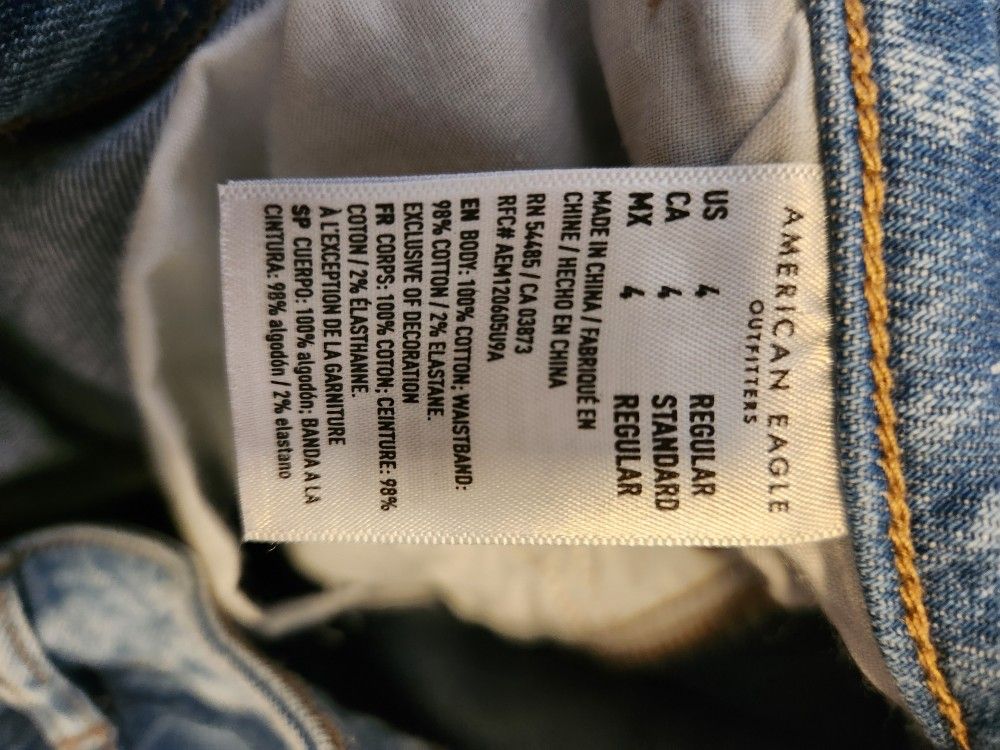 AMERICAN EAGLE
OUTFITTERS
US 4 REGULAR
CA 4 STANDARD
MX 4 REGULAR
MADE IN CHINA / FABRIQUÉ EN
CHINE / HECHO EN CHINA
RN 54485 / CA 03873
RFC# AEM120605U9A
EN BODY: 100% COTTON; WAISTBAND:
98% COTTON / 2% ELASTANE.
EXCLUSIVE OF DECORATION
FR CORPS: 100% COTON; CEINTURE: 98%
COTON / 2% ÉLASTHANNE.
À L'EXCEPTION DE LA GARNITURE
SP CUERPO: 100% algodón; BANDA A LA
CINTURA: 98% algodón / 2% elastano